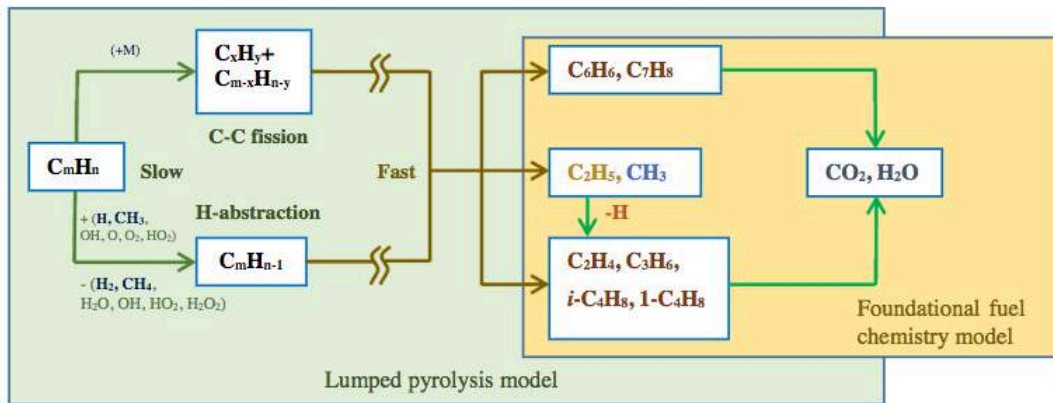 (+M)
CxHy+
Cm-xHn-y
C-C fission
CmHn
Slow
+ (H, CH3,
OH, O, O2, HO2)
H-abstraction
CmHn-1
- (H2, CH4,
H2O, OH, HO2, H2O2)
Fast
C6H6, C7H8
C2H5, CH3
-H
C2H4, C3H6,
i-C4H8, 1-C4H8
CO2, H2O
Foundational fuel
chemistry model
Lumped pyrolysis model